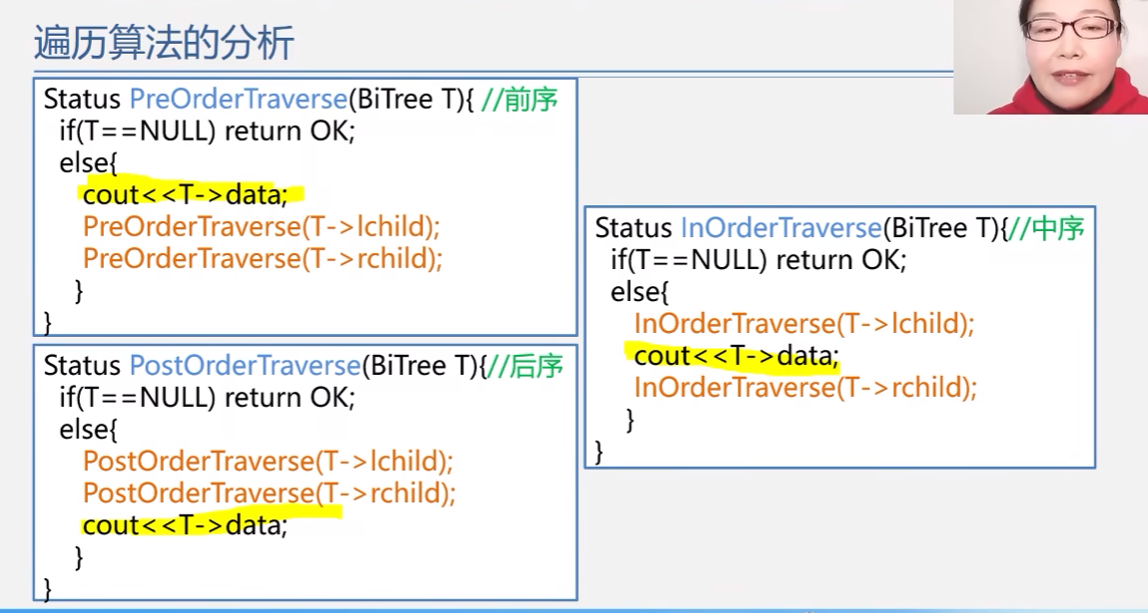 遍历算法的分析
Status PreOrderTraverse(BiTree T){ //前序
if(T==NULL) return OK;
else{
cout<<T->data;
PreOrderTraverse(T->lchild);
PreOrderTraverse(T->rchild);
}
}
Status PostOrderTraverse(BiTree T){//后序
if(T==NULL) return OK;
else{
PostOrderTraverse(T->lchild);
PostOrderTraverse(T->rchild);
cout<<T->data;
}
}
Status InOrderTraverse(BiTree T){//中序
if(T==NULL) return OK;
else{
InOrderTraverse(T->lchild);
cout<<T->data;
InOrderTraverse(T->rchild);
}
}